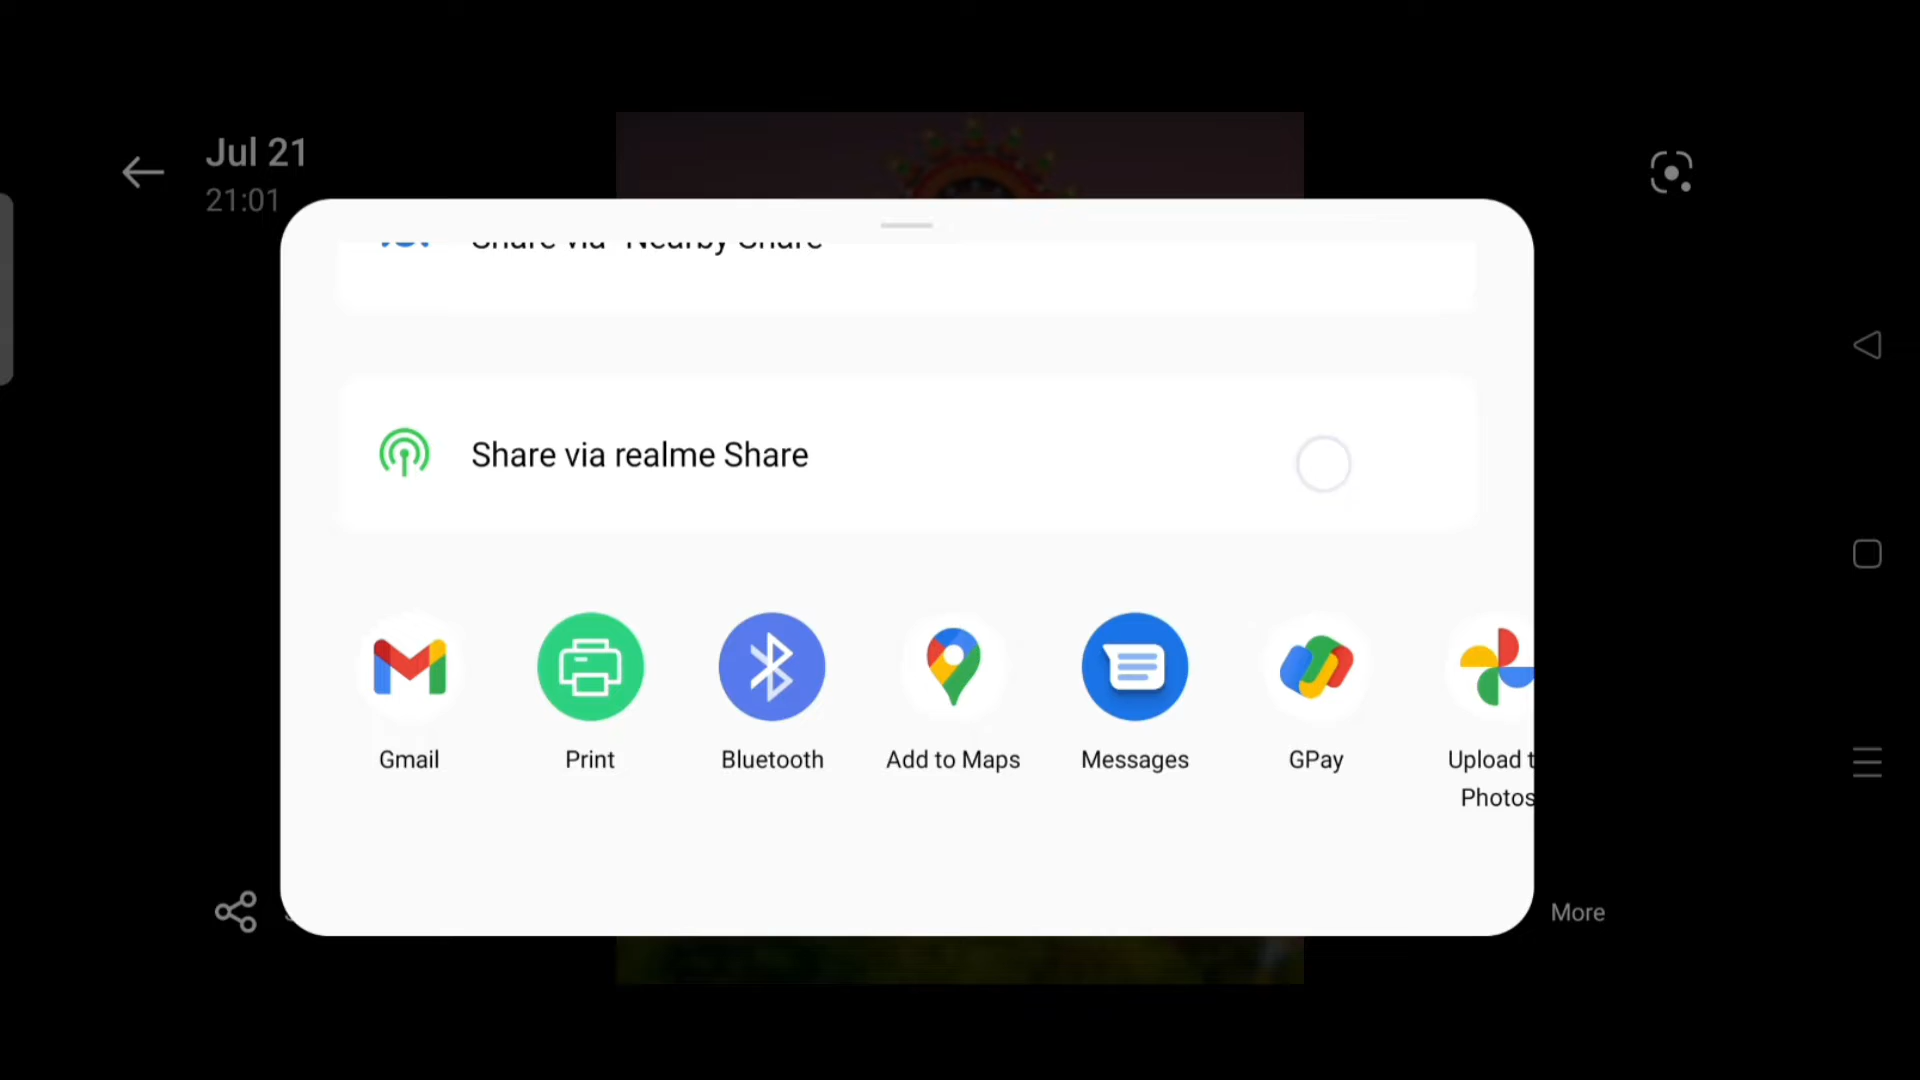 Jul 21
21:01
Share via Nearby Share
Share via realme Share
Gmail
Print
Bluetooth
Add to Maps
Messages
GPay
Upload t
Photos
More